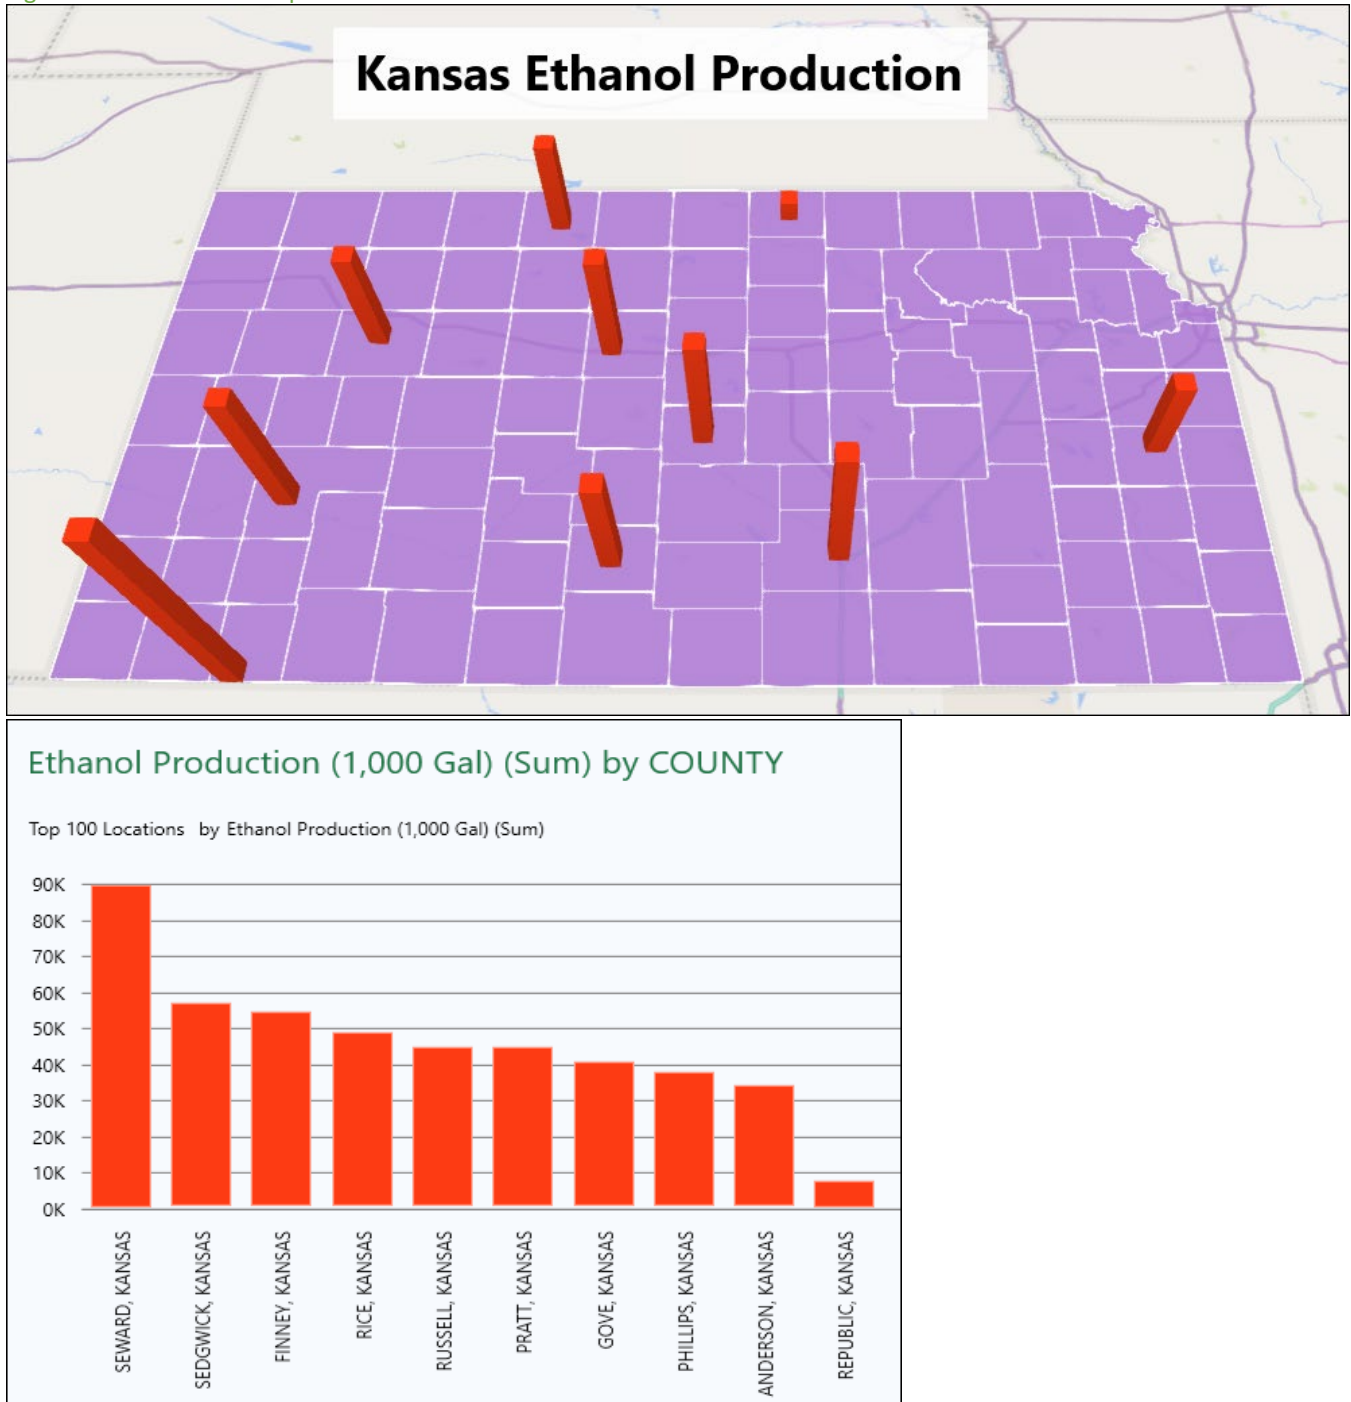 Kansas Ethanol Production
Ethanol Production (1,000 Gal) (Sum) by COUNTY
Top 100 Locations by Ethanol Production (1,000 Gal) (Sum)
90K
80K
70K
60K
50K
40K
30K
20K
10K
0K
SEWARD, KANSAS
SEDGWICK, KANSAS
FINNEY, KANSAS
RICE, KANSAS
RUSSELL, KANSAS
PRATT, KANSAS
GOVE, KANSAS
PHILLIPS, KANSAS
ANDERSON, KANSAS
REPUBLIC, KANSAS